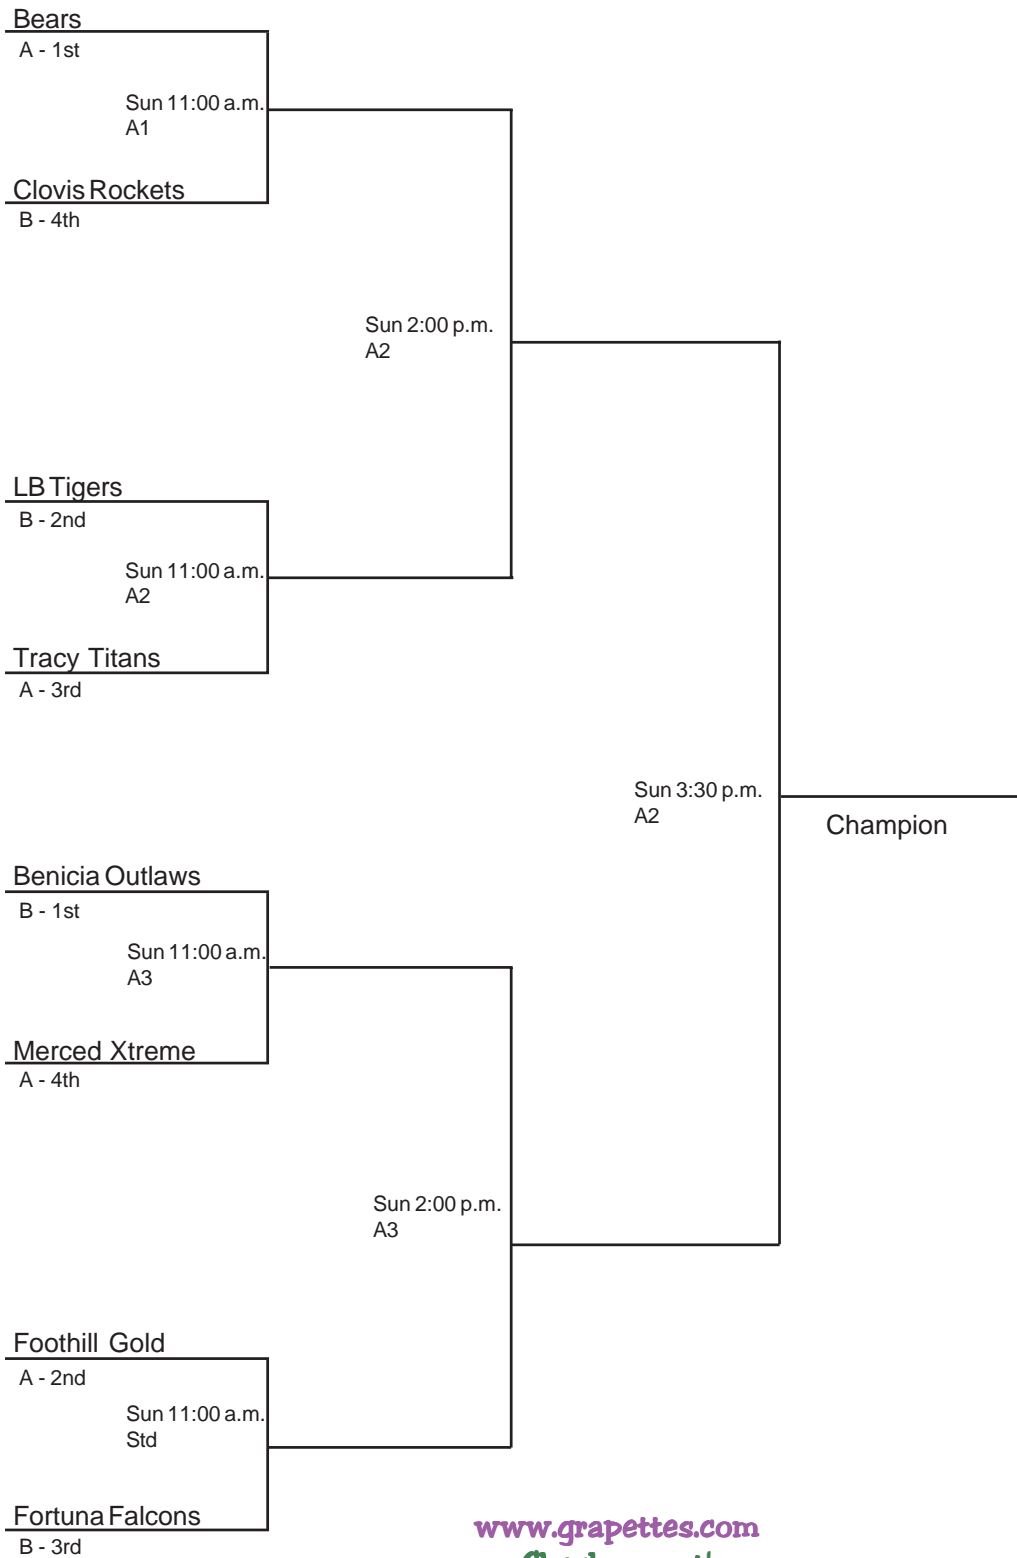 Bears
A - 1st
Sun 11:00 a.m.
A1
Clovis Rockets
B - 4th
Sun 2:00 p.m.
A2
LB Tigers
B - 2nd
Sun 11:00 a.m.
A2
Tracy Titans
A - 3rd
Sun 3:30 p.m.
A2
Champion
Benicia Outlaws
B - 1st
Sun 11:00 a.m.
A3
Merced Xtreme
A - 4th
Sun 2:00 p.m.
A3
Foothill Gold
A - 2nd
Sun 11:00 a.m.
Std
Fortuna Falcons
B - 3rd
www.grapettes.com